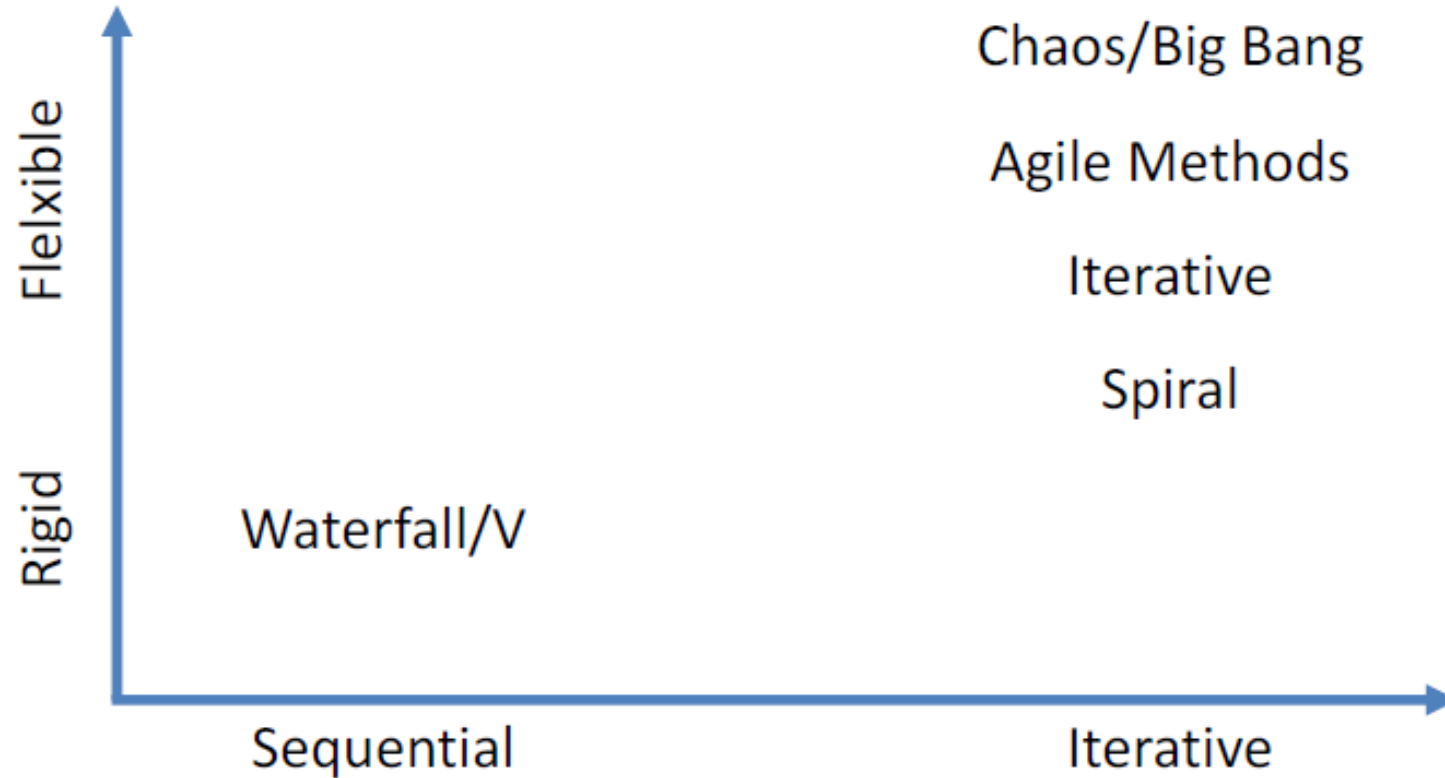 Chaos/Big Bang
Flelxible
Agile Methods
Iterative
Spiral
Rigid
Waterfall/V
Sequential
Iterative